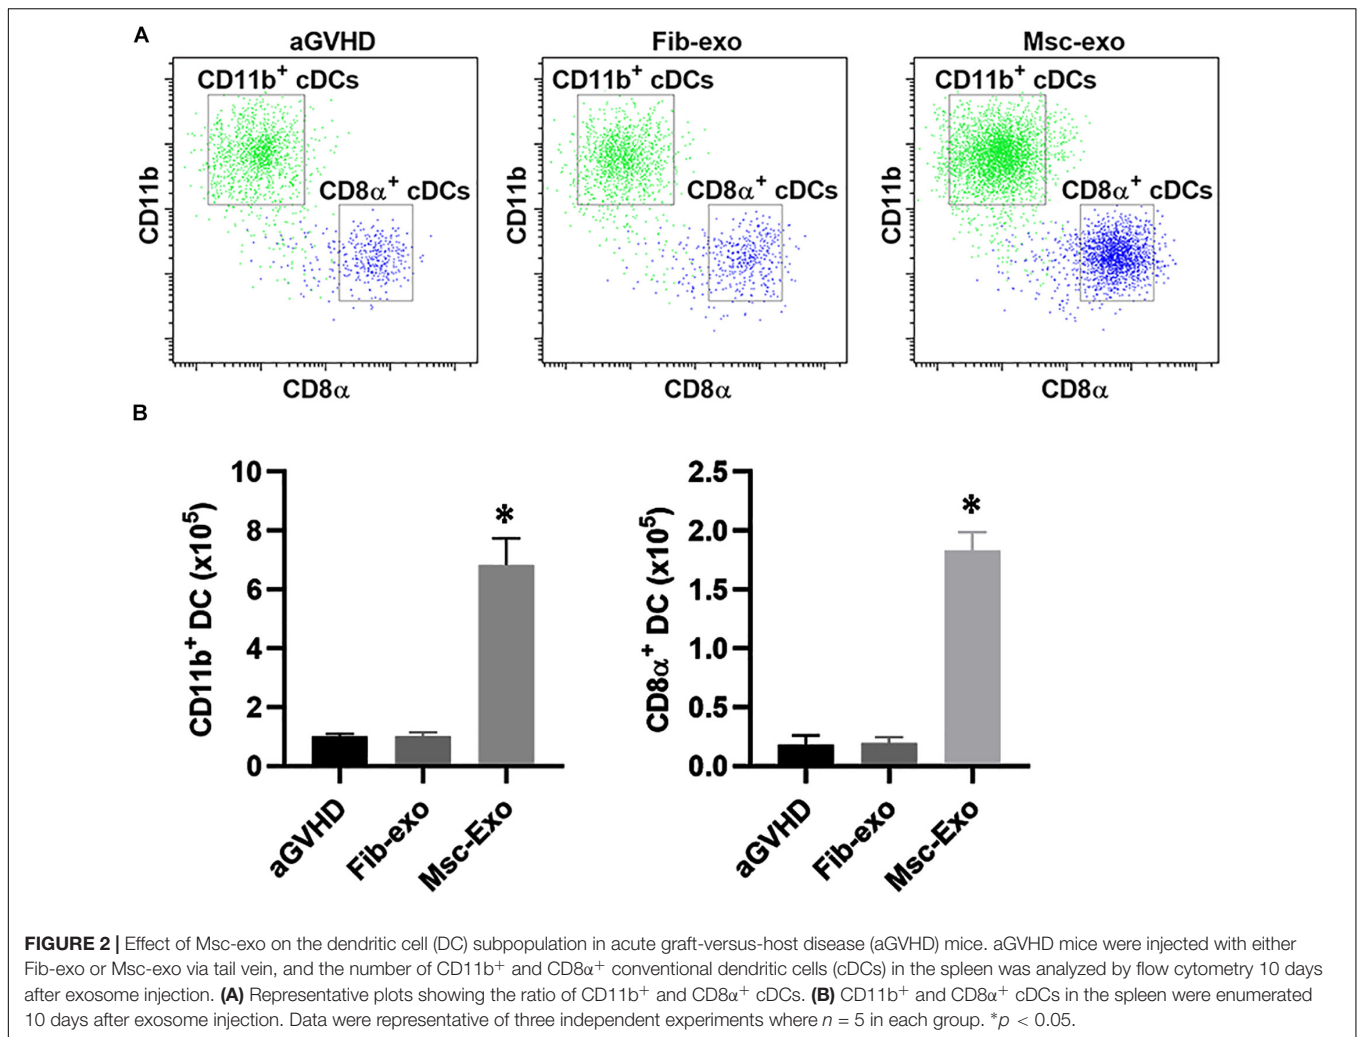 A
aGVHD
Fib-exo
Msc-exo
CD11b⁺ cDCs
CD11b⁺ cDCs
CD11b⁺ cDCs
CD8α⁺ cDCs
CD8α⁺ cDCs
CD8α⁺ cDCs
CD11b
CD11b
CD11b
CD8α
CD8α
CD8α
B
CD11b⁺ DC (x10⁵)
10
8
6
4
2
0
aGVHD
Fib-exo
Msc-Exo
CD8α⁺ DC (x10⁵)
2.5
2.0
1.5
1.0
0.5
0.0
aGVHD
Fib-exo
Msc-Exo
*
*
FIGURE 2 | Effect of Msc-exo on the dendritic cell (DC) subpopulation in acute graft-versus-host disease (aGVHD) mice. aGVHD mice were injected with either
Fib-exo or Msc-exo via tail vein, and the number of CD11b⁺ and CD8α⁺ conventional dendritic cells (cDCs) in the spleen was analyzed by flow cytometry 10 days
after exosome injection. (A) Representative plots showing the ratio of CD11b⁺ and CD8α⁺ cDCs. (B) CD11b⁺ and CD8α⁺ cDCs in the spleen were enumerated
10 days after exosome injection. Data were representative of three independent experiments where n = 5 in each group. *p < 0.05.